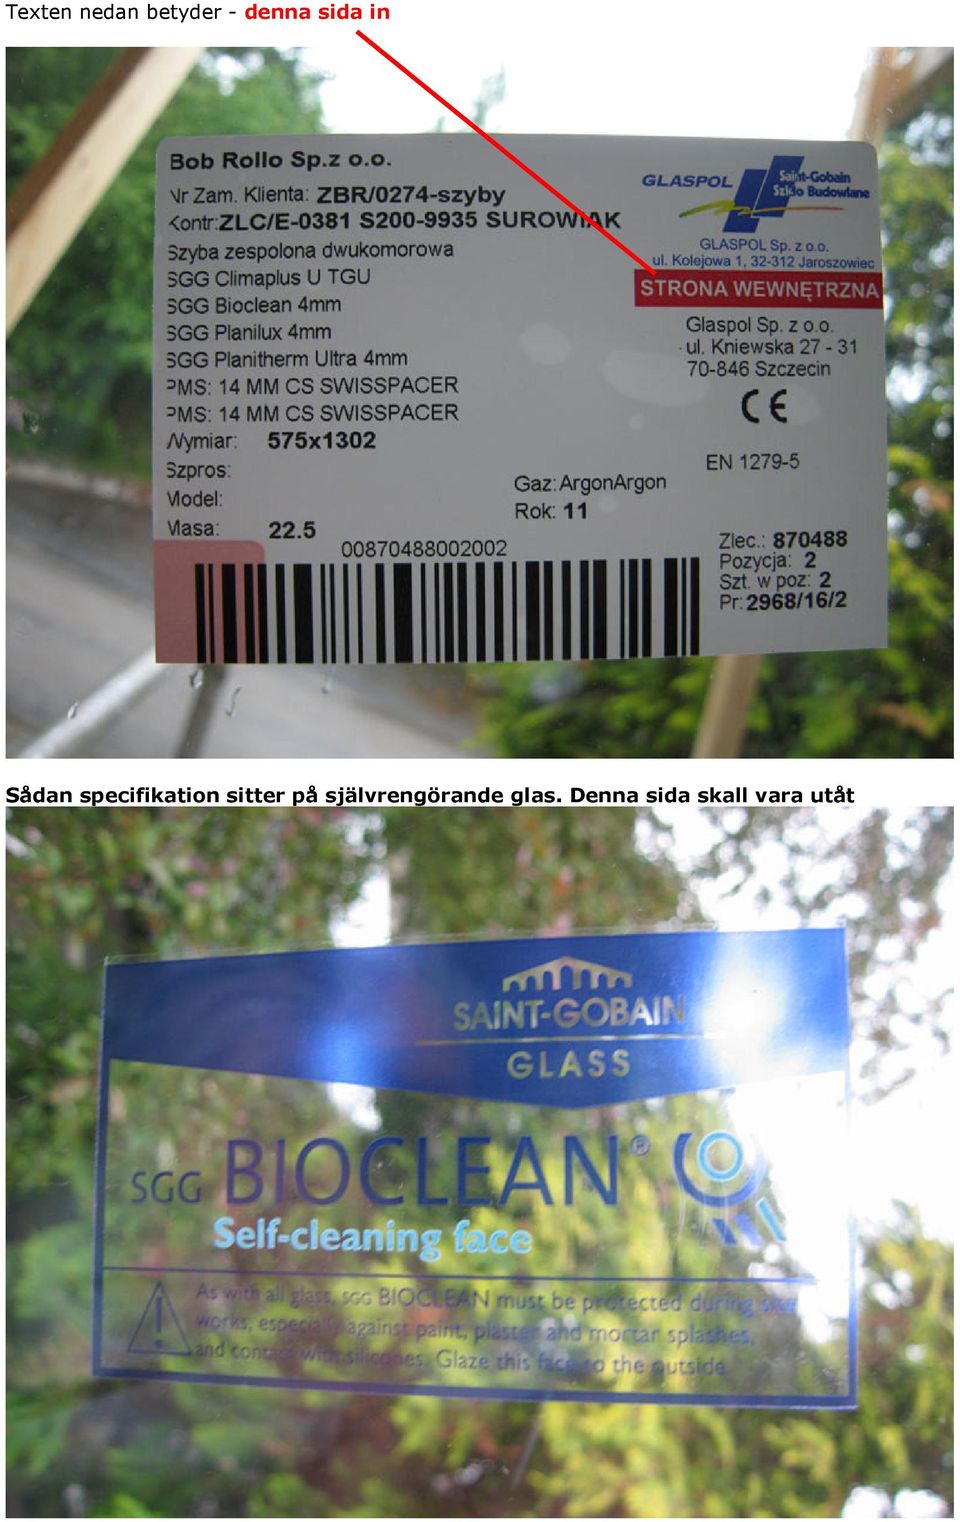 Texten nedan betyder - denna sida in
Bob Rollo Sp.z o.o.
Nr Zam. Klienta: ZBR/0274-szyby
Kontr:ZLC/E-0381 S200-9935 SUROWIAK
Szyba zespolona dwukomorowa
SGG Climaplus U TGU
SGG Bioclean 4mm
SGG Planilux 4mm
SGG Planitherm Ultra 4mm
PMS: 14 MM CS SWISSPACER
PMS: 14 MM CS SWISSPACER
Wymiar: 575x1302
Szpros:
Model:
Masa: 22.5
Gaz:ArgonArgon
Rok: 11
00870488002002
GLASPOL
Saint-Gobain
Szkło Budowlane
GLASPOL Sp. z o.o.
ul. Kolejowa 1, 32-312 Jaroszowiec
STRONA WEWNĘTRZNA
Glaspol Sp. z o.o.
ul. Kniewska 27 - 31
70-846 Szczecin
CE
EN 1279-5
Zlec.: 870488
Pozycja: 2
Szt. w poz: 2
Pr: 2968/16/2
Sådan specifikation sitter på självrengörande glas. Denna sida skall vara utåt
SAINT-GOBAIN
GLASS
SGG BIOCLEAN®
Self-cleaning face
As with all glass, SGG BIOCLEAN must be protected during site
works, especially against paint, plaster and mortar splashes,
and contact with silicones. Glaze this face to the outside